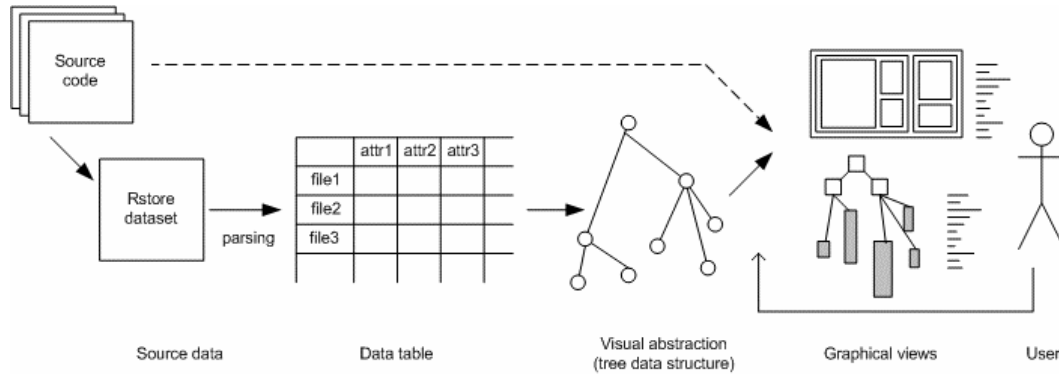 Source
code
Rstore
dataset
parsing
attr1 attr2 attr3
file1
file2
file3
Source data
Data table
Visual abstraction
(tree data structure)
Graphical views
User